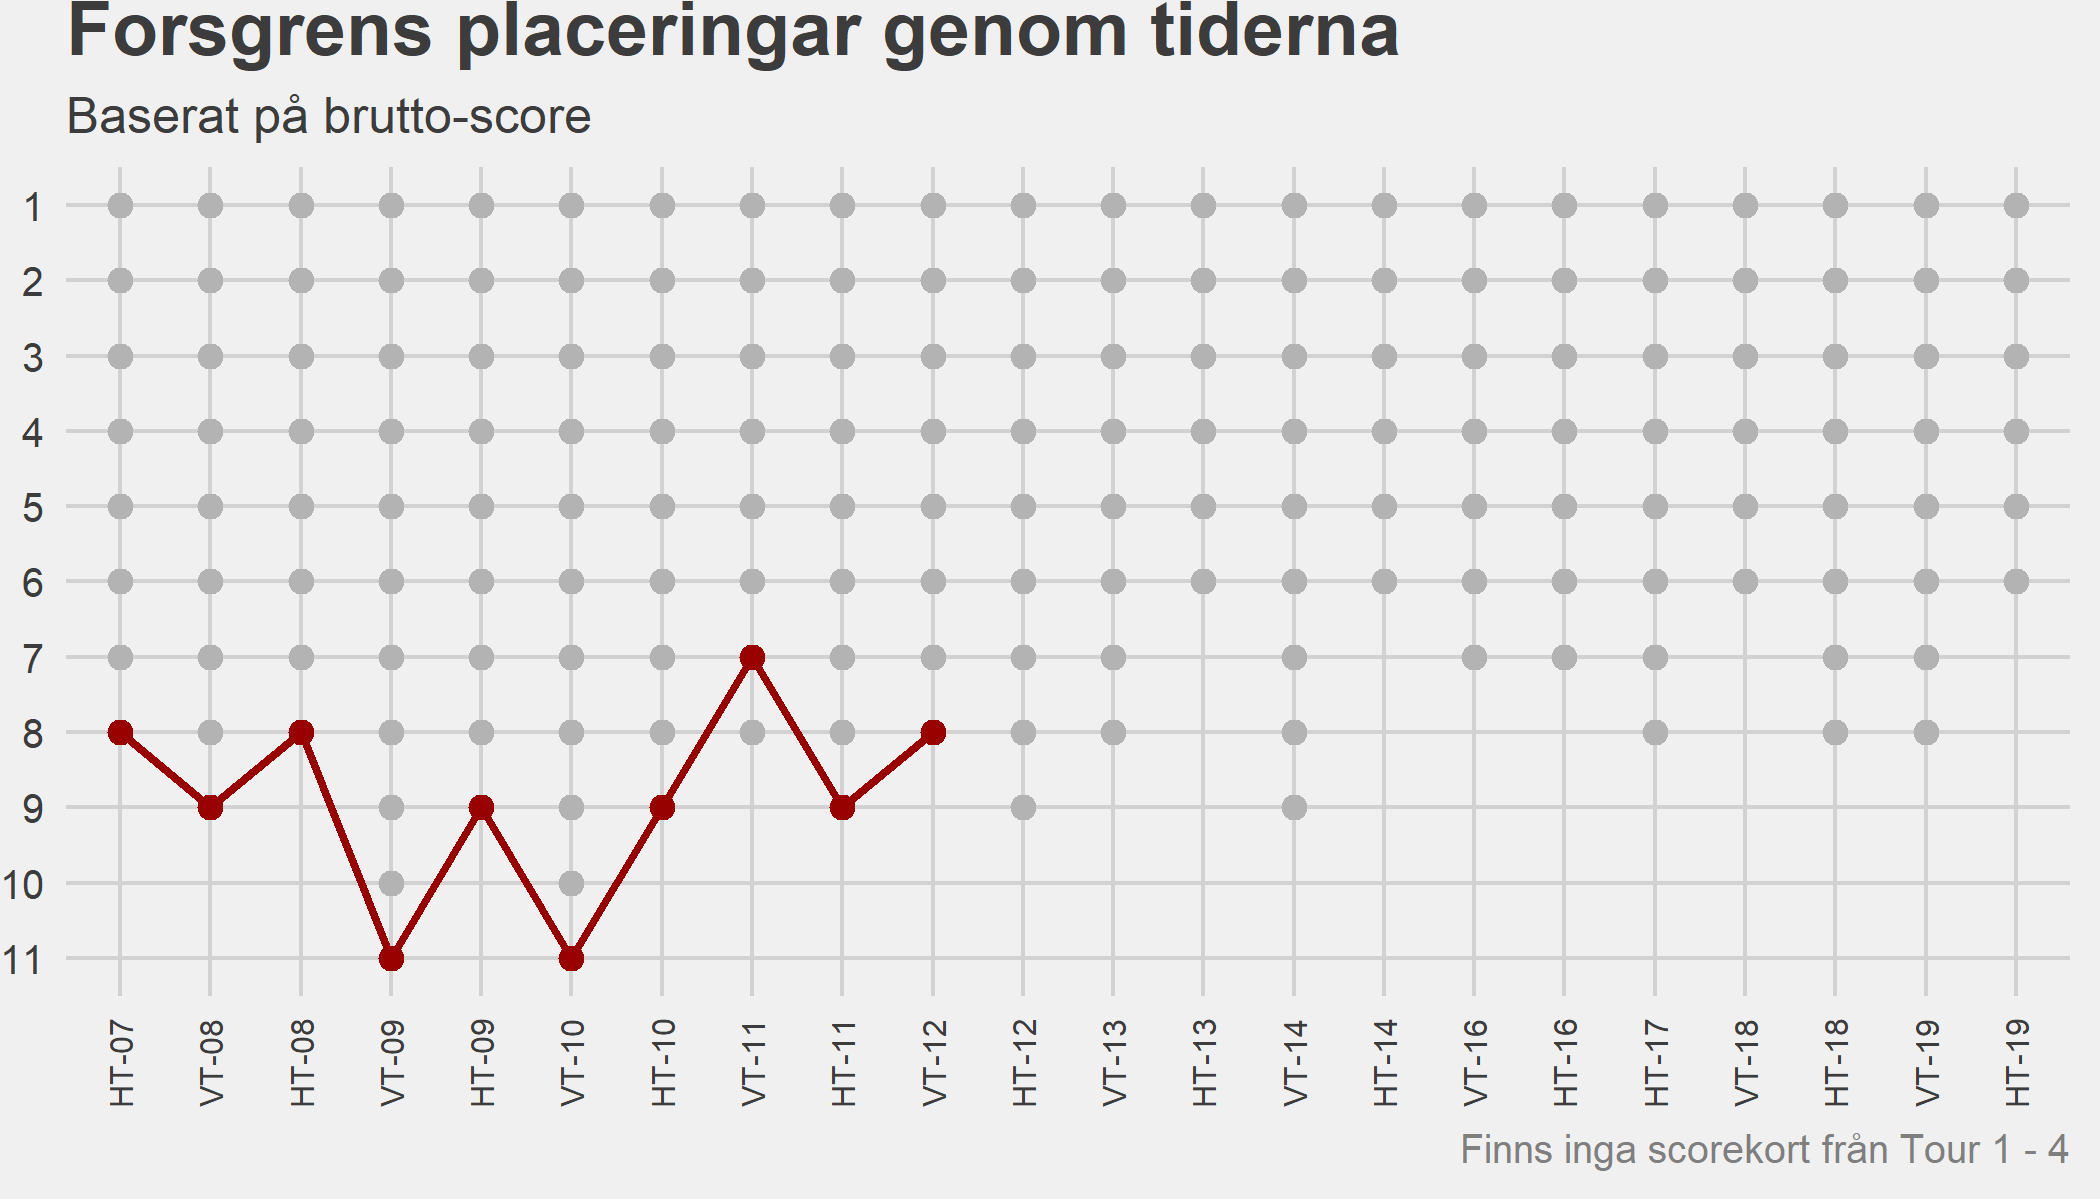 Forsgrens placeringar genom tiderna
Baserat på brutto-score
1
2
3
4
5
6
7
8
9
10
11
HT-07
VT-08
HT-08
VT-09
HT-09
VT-10
HT-10
VT-11
HT-11
VT-12
HT-12
VT-13
HT-13
VT-14
HT-14
VT-16
HT-16
HT-17
VT-18
HT-18
VT-19
HT-19
Finns inga scorekort från Tour 1 - 4